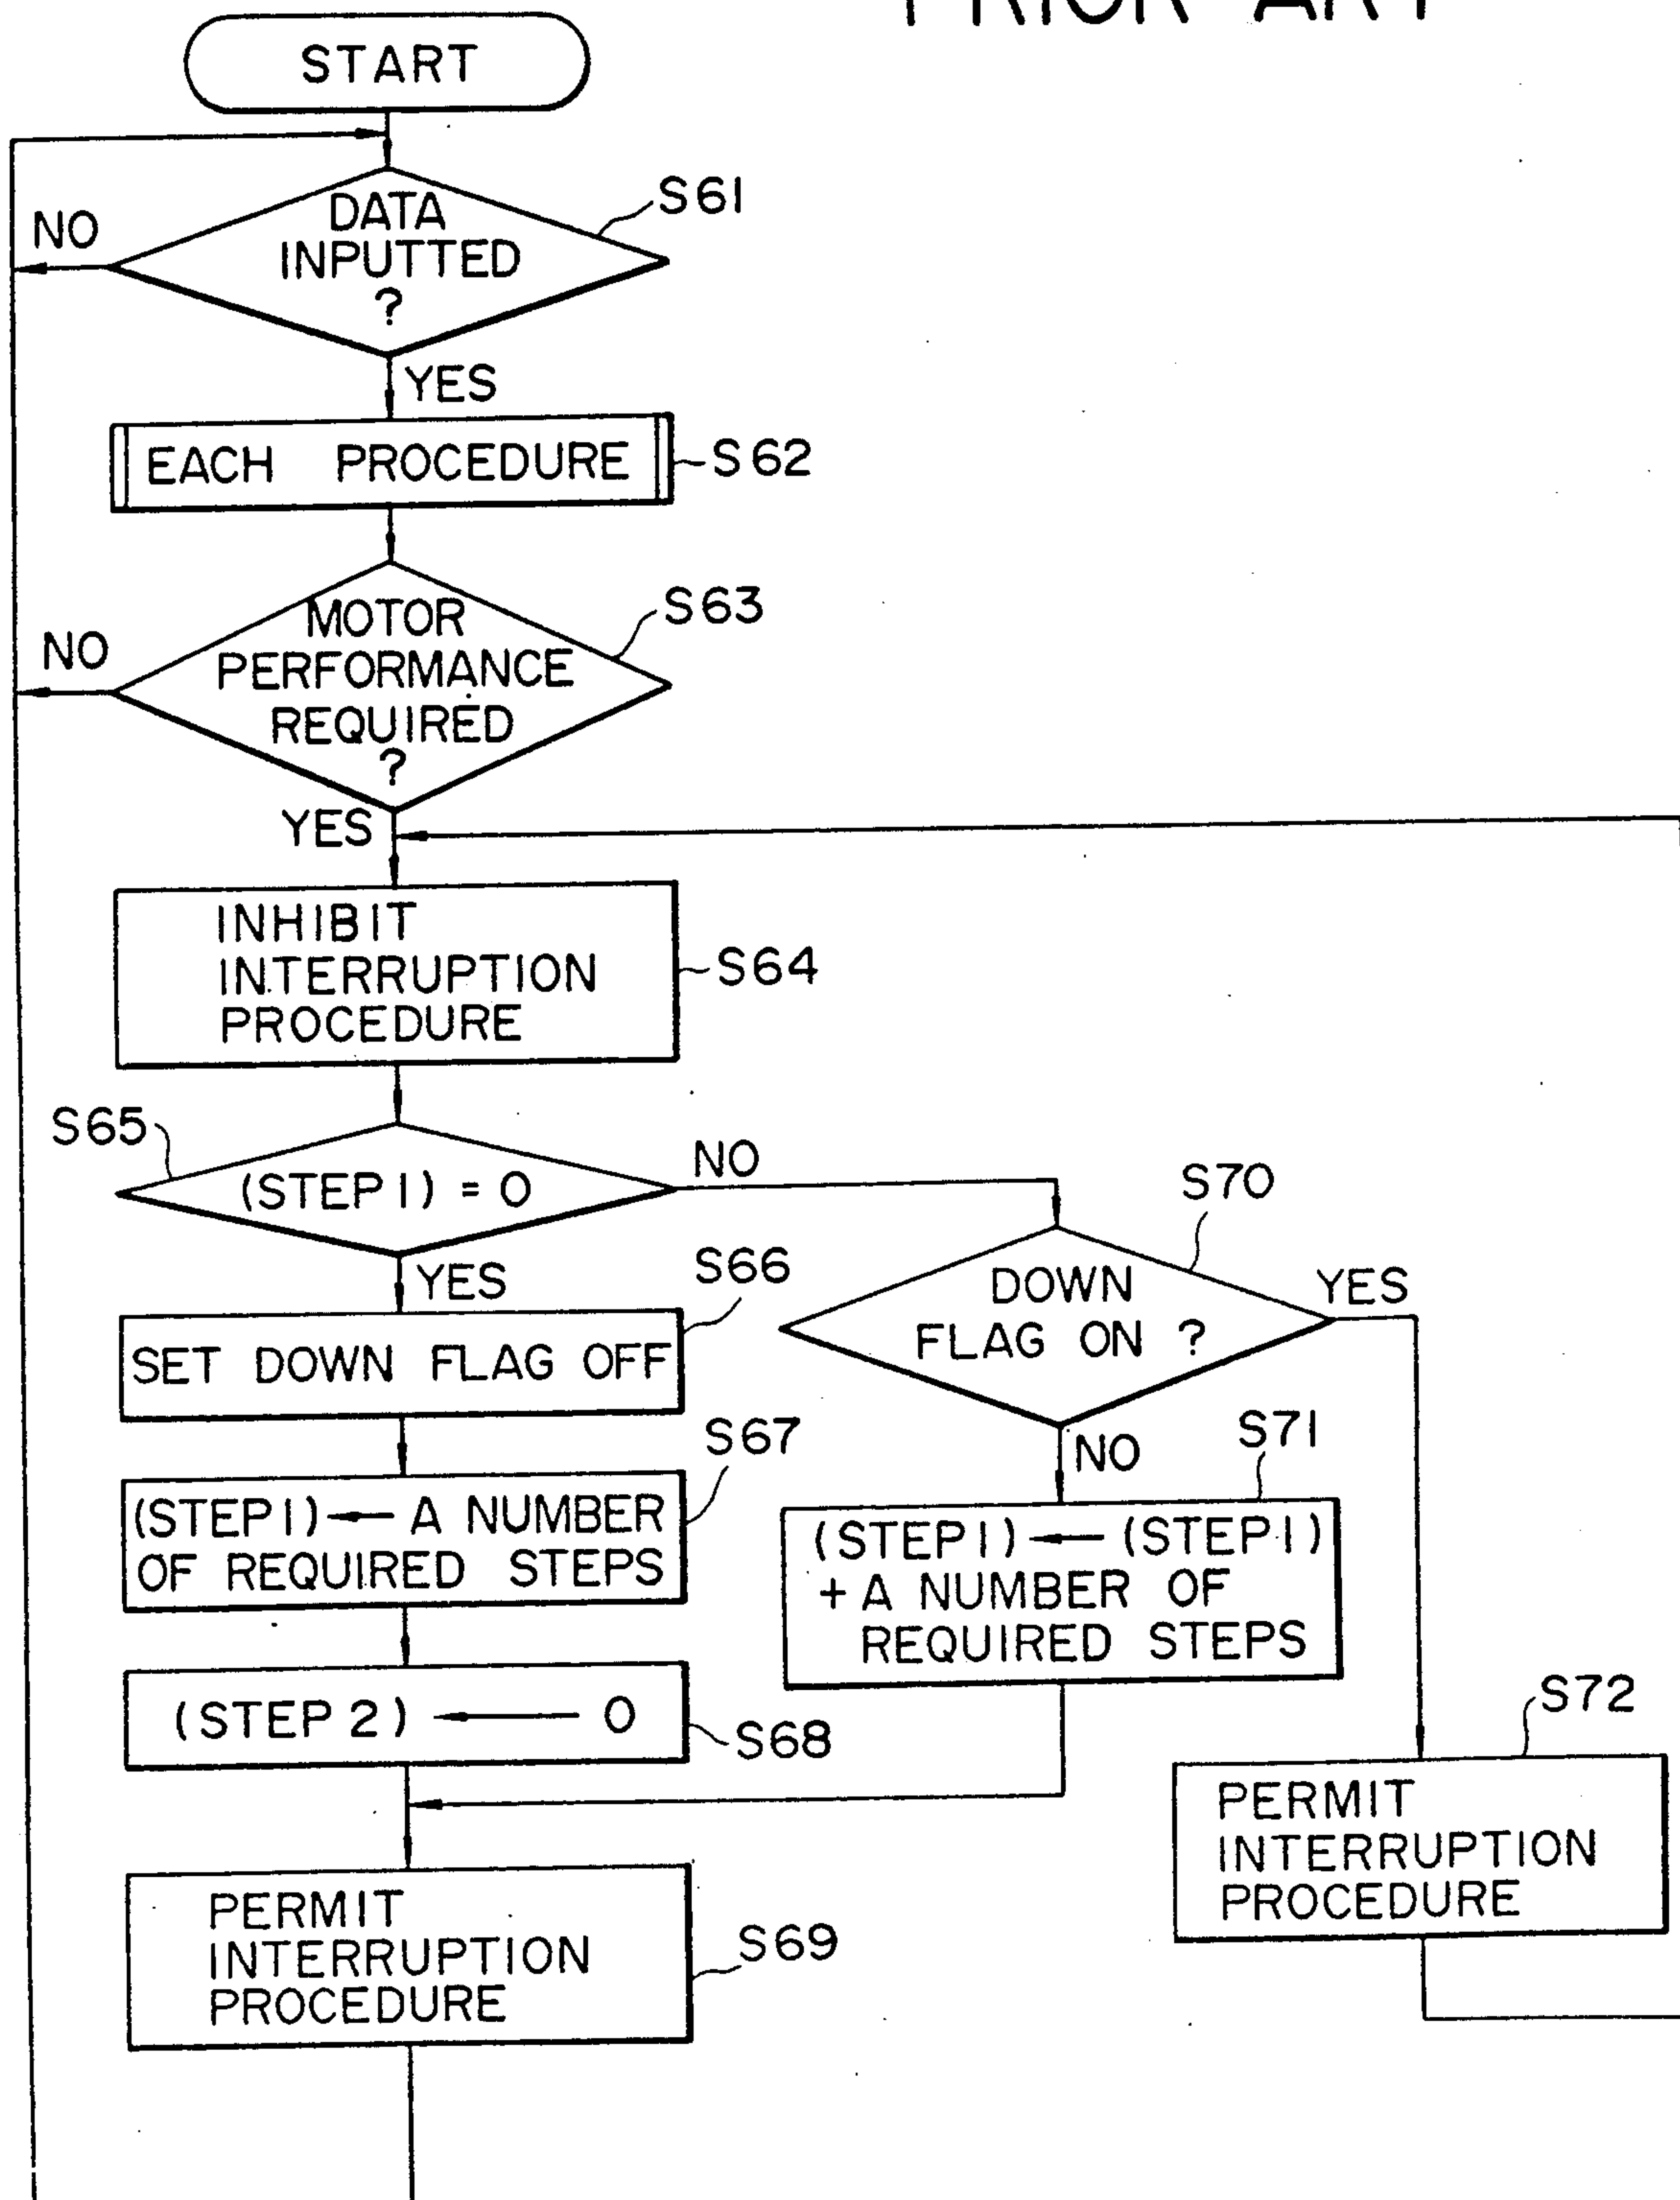 PRIOR ART
START
NO
DATA
INPUTTED
?
S61
YES
EACH PROCEDURE
S62
NO
MOTOR
PERFORMANCE
REQUIRED
?
S63
YES
INHIBIT
INTERRUPTION
PROCEDURE
S64
S65
(STEP1) = 0
NO
YES
S66
SET DOWN FLAG OFF
S67
(STEP1) ← A NUMBER
OF REQUIRED STEPS
(STEP2) ← 0
S68
PERMIT
INTERRUPTION
PROCEDURE
S69
S70
DOWN
FLAG ON ?
YES
NO
S71
(STEP1) ← (STEP1)
+ A NUMBER OF
REQUIRED STEPS
S72
PERMIT
INTERRUPTION
PROCEDURE